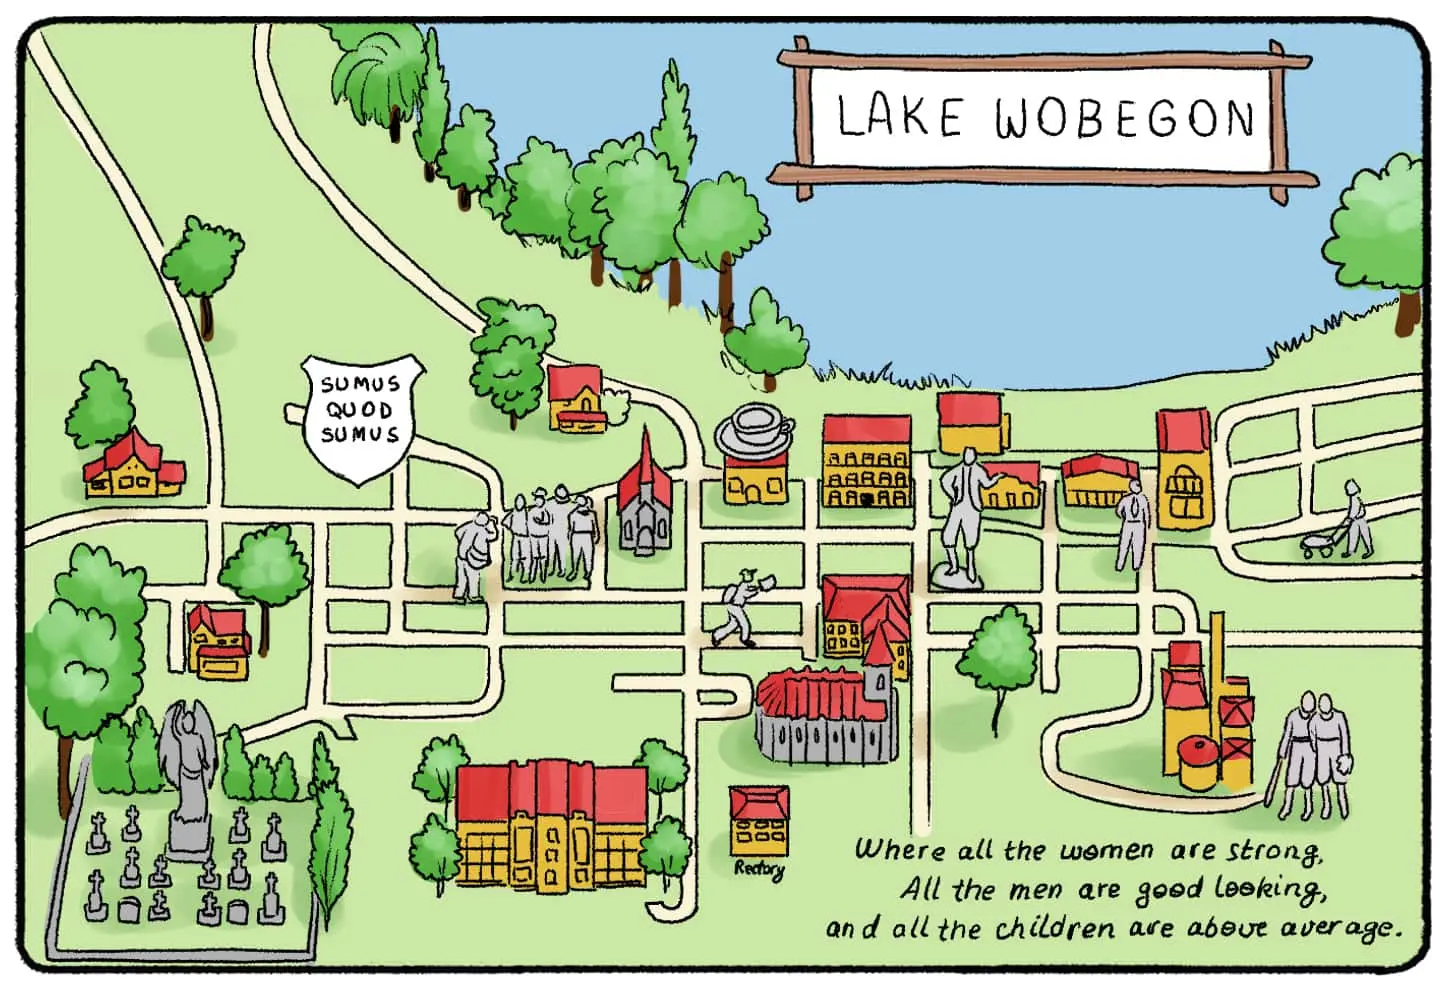 LAKE WOBEGON
SUMUS
QUOD
SUMUS
Rectory
Where all the women are strong,
All the men are good looking,
and all the children are above average.